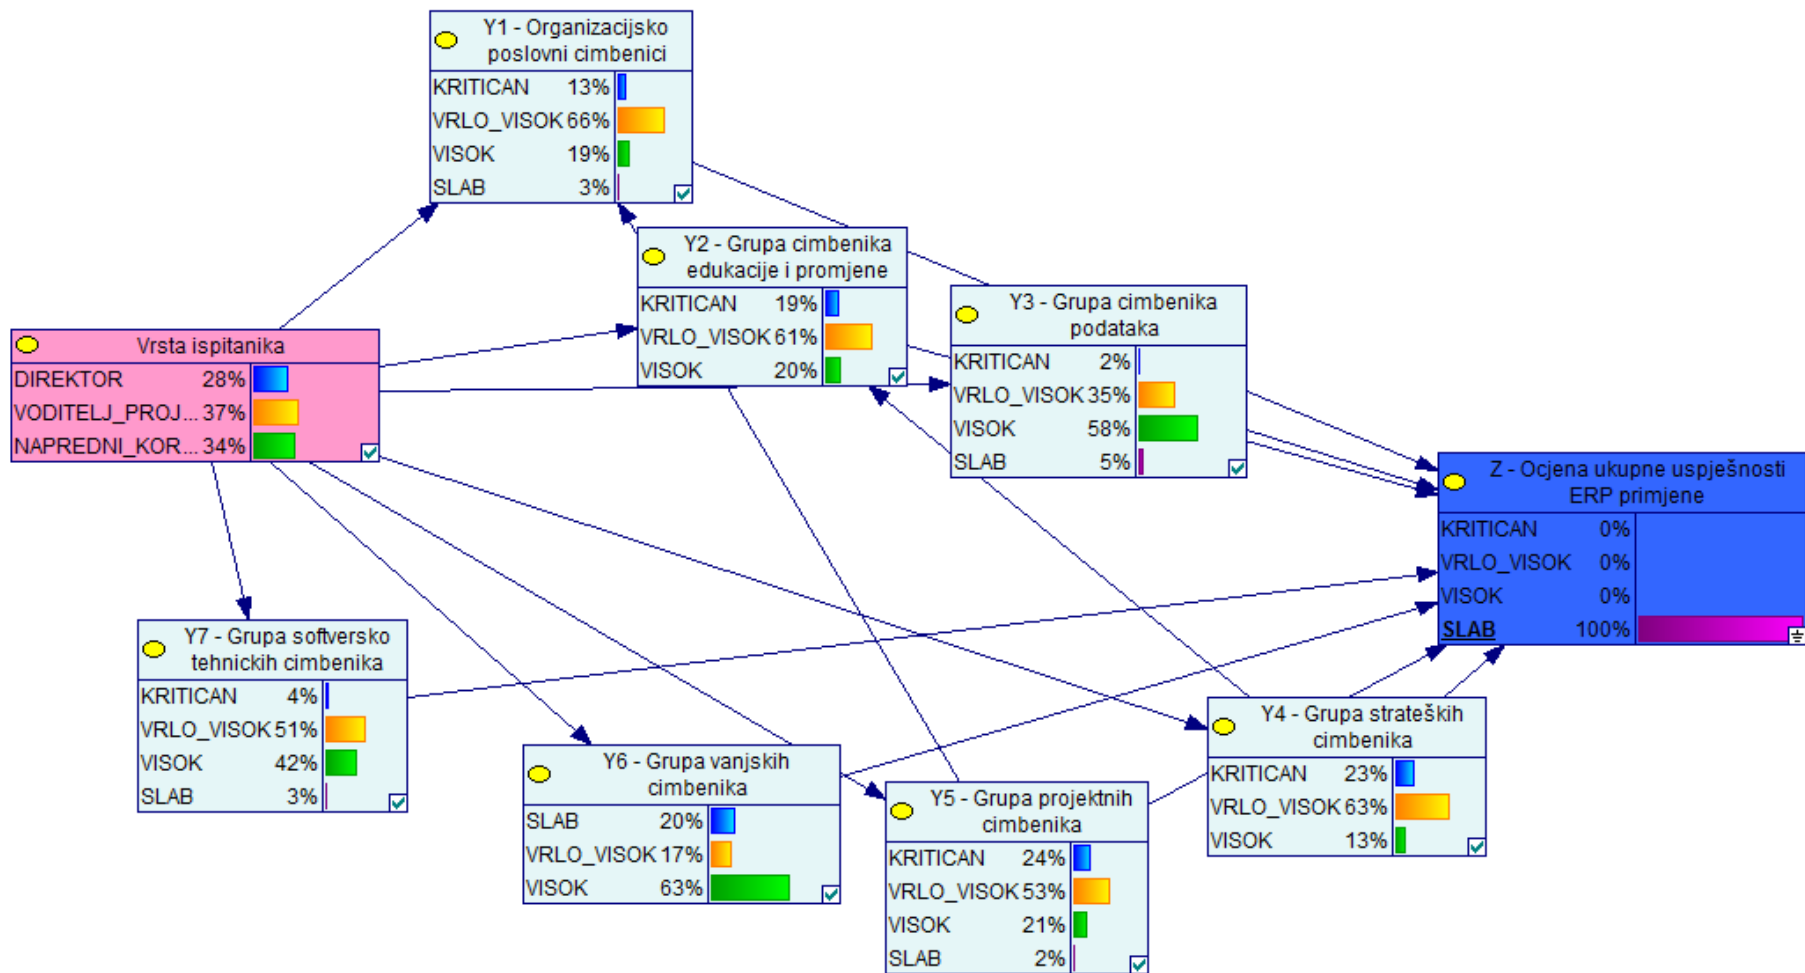 Y1 - Organizacijsko
poslovni cimbenici
KRITICAN 13%
VRLO_VISOK 66%
VISOK 19%
SLAB 3%
Y2 - Grupa cimbenika
edukacije i promjene
KRITICAN 19%
VRLO_VISOK 61%
VISOK 20%
Y3 - Grupa cimbenika
podataka
KRITICAN 2%
VRLO_VISOK 35%
VISOK 58%
SLAB 5%
Vrsta ispitanika
DIREKTOR 28%
VODITELJ_PROJ... 37%
NAPREDNI_KOR... 34%
Z - Ocjena ukupne uspješnosti
ERP primjene
KRITICAN 0%
VRLO_VISOK 0%
VISOK 0%
SLAB 100%
Y7 - Grupa softversko
tehnickih cimbenika
KRITICAN 4%
VRLO_VISOK 51%
VISOK 42%
SLAB 3%
Y6 - Grupa vanjskih
cimbenika
SLAB 20%
VRLO_VISOK 17%
VISOK 63%
Y5 - Grupa projektnih
cimbenika
KRITICAN 24%
VRLO_VISOK 53%
VISOK 21%
SLAB 2%
Y4 - Grupa strateških
cimbenika
KRITICAN 23%
VRLO_VISOK 63%
VISOK 13%